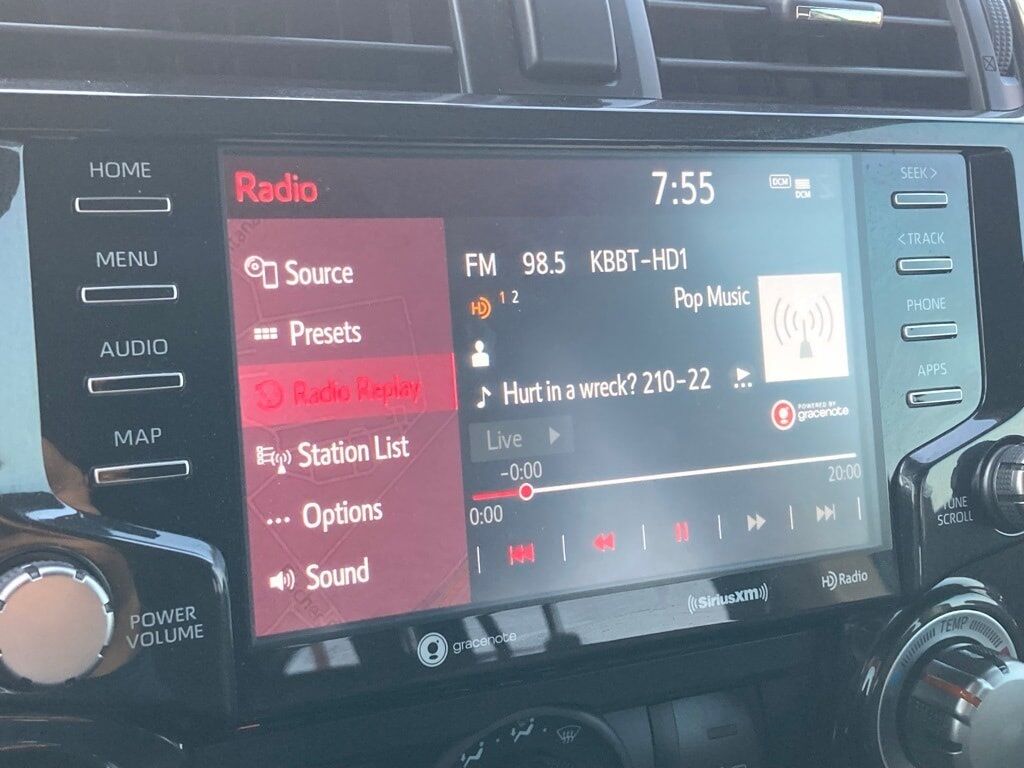 HOME
MENU
AUDIO
MAP
POWER
VOLUME
Radio
7:55
DCM
DCM
Source
Presets
Radio Replay
Station List
Options
Sound
FM 98.5 KBBT-HD1
HD 1 2
Pop Music
Hurt in a wreck? 210-22
POWERED BY
gracenote
Live
-0:00
20:00
0:00
gracenote
((SiriusXM))
HD Radio
SEEK >
< TRACK
PHONE
APPS
TUNE
SCROLL
TEMP